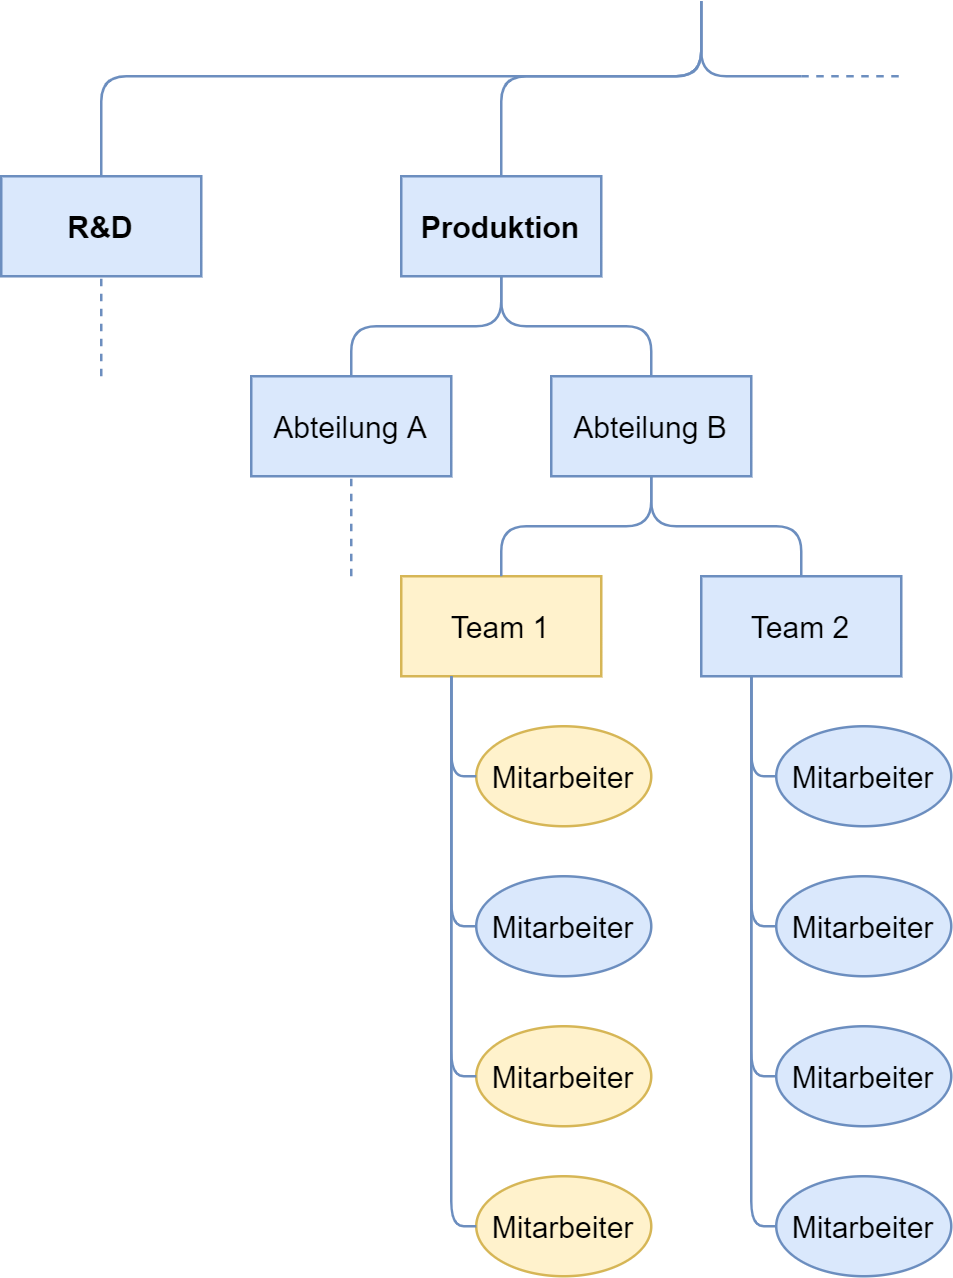 R&D
Produktion
Abteilung A
Abteilung B
Team 1
Team 2
Mitarbeiter
Mitarbeiter
Mitarbeiter
Mitarbeiter
Mitarbeiter
Mitarbeiter
Mitarbeiter
Mitarbeiter